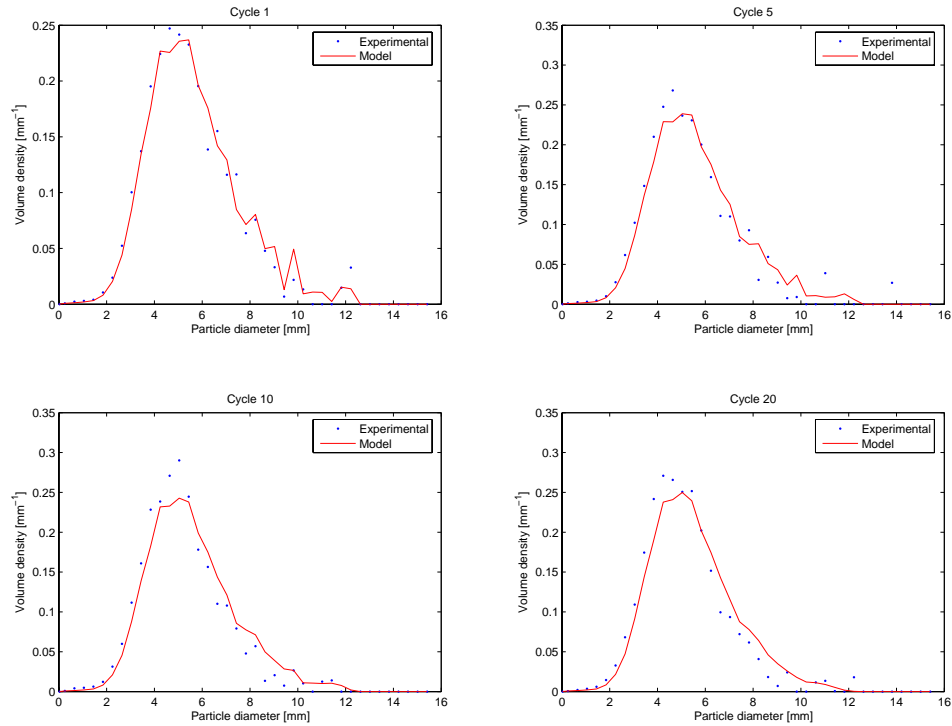 Cycle 1
0.25
0.2
0.15
0.1
0.05
0
Volume density [mm⁻¹]
0 2 4 6 8 10 12 14 16
Particle diameter [mm]
Experimental
Model
Cycle 5
0.35
0.3
0.25
0.2
0.15
0.1
0.05
0
Volume density [mm⁻¹]
0 2 4 6 8 10 12 14 16
Particle diameter [mm]
Experimental
Model
Cycle 10
0.35
0.3
0.25
0.2
0.15
0.1
0.05
0
Volume density [mm⁻¹]
0 2 4 6 8 10 12 14 16
Particle diameter [mm]
Experimental
Model
Cycle 20
0.35
0.3
0.25
0.2
0.15
0.1
0.05
0
Volume density [mm⁻¹]
0 2 4 6 8 10 12 14 16
Particle diameter [mm]
Experimental
Model